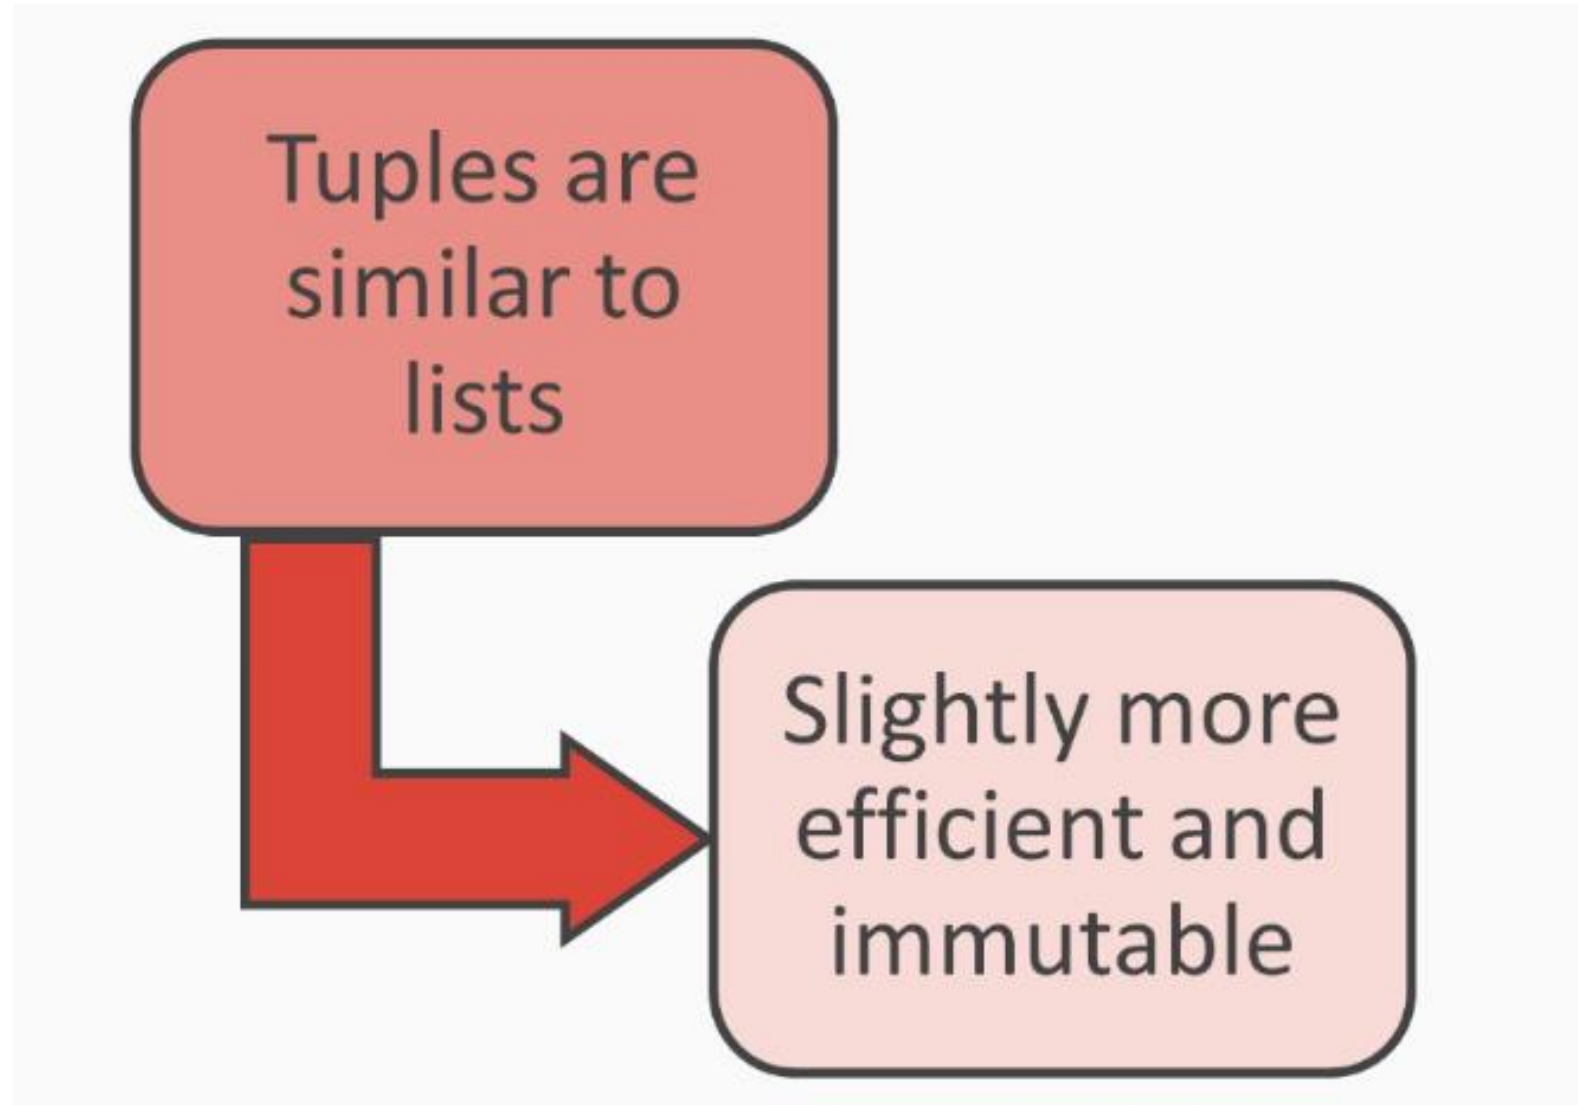 Tuples are
similar to
lists
Slightly more
efficient and
immutable